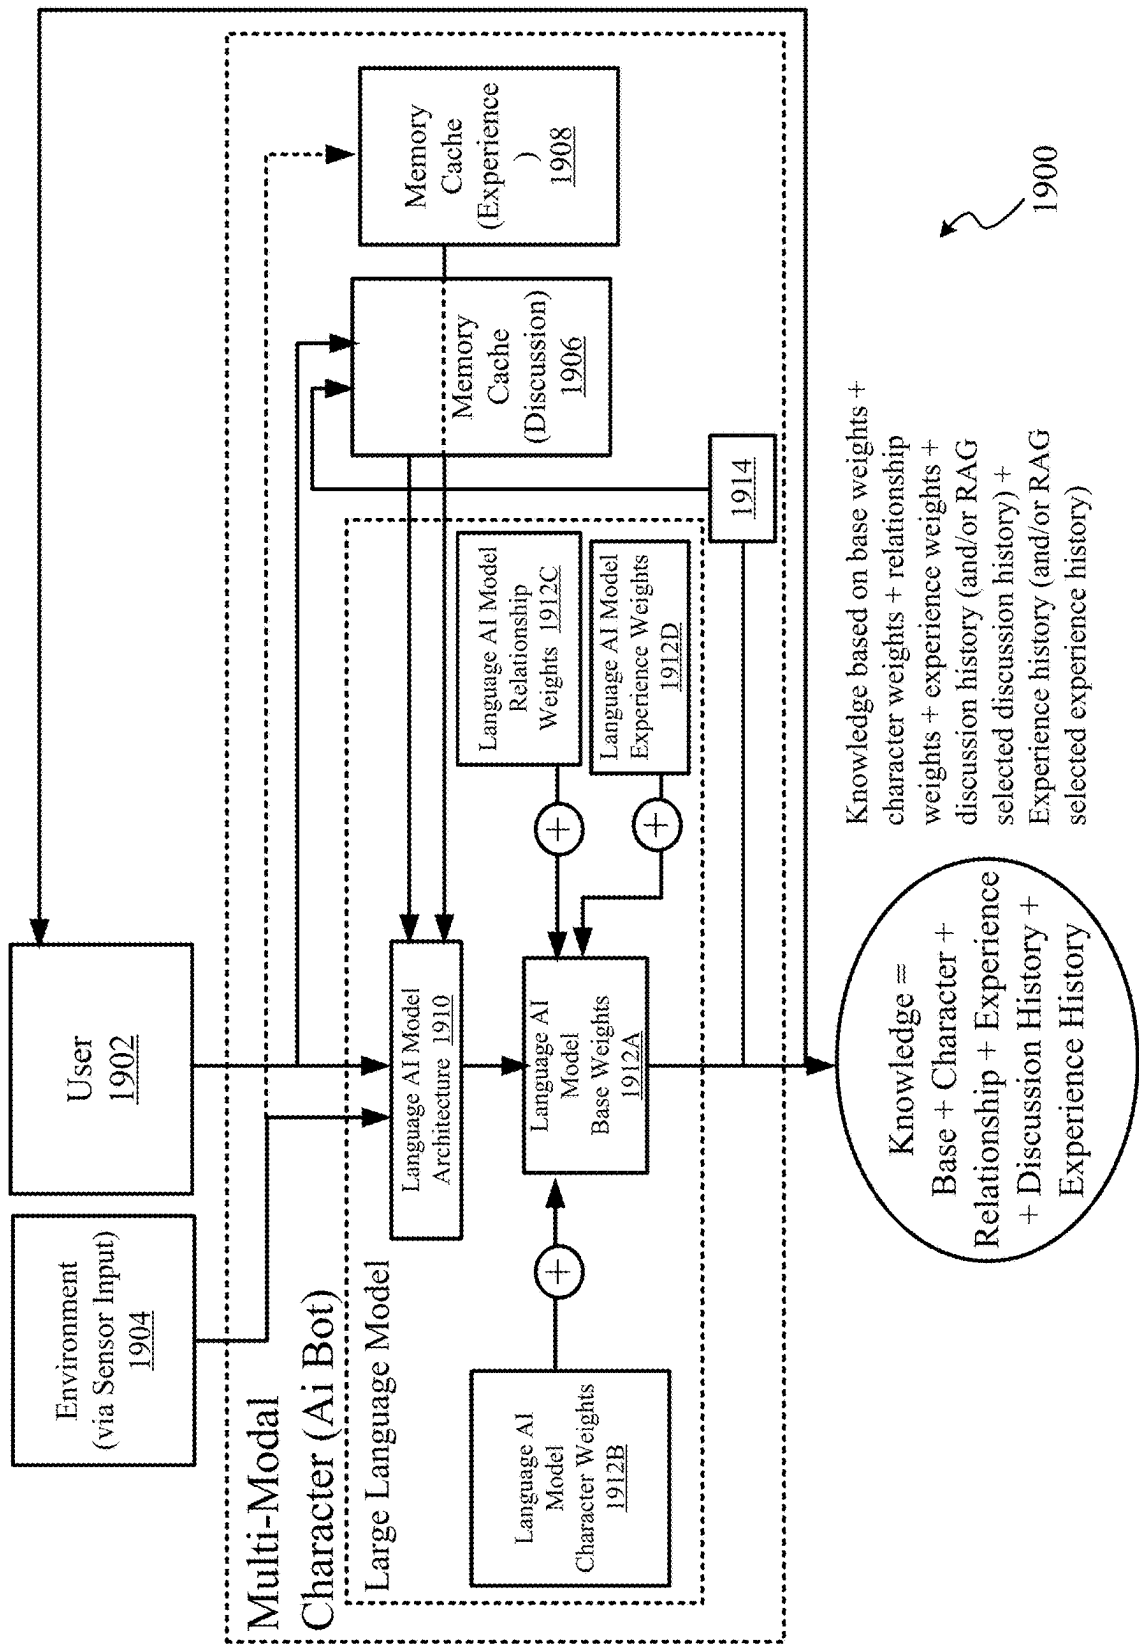 User
1902
Environment
(via Sensor Input)
1904
Multi-Modal
Character (Ai Bot)
Large Language Model
Memory
Cache
(Experience
)
1908
Memory
Cache
(Discussion)
1906
Language AI Model
Architecture 1910
Language AI Model
Relationship
Weights 1912C
Language AI Model
Experience Weights
1912D
Language AI
Model
Base Weights
1912A
Language AI
Model
Character Weights
1912B
+
+
+
1914
Knowledge =
Base + Character +
Relationship + Experience
+ Discussion History +
Experience History
Knowledge based on base weights +
character weights + relationship
weights + experience weights +
discussion history (and/or RAG
selected discussion history) +
Experience history (and/or RAG
selected experience history)
1900